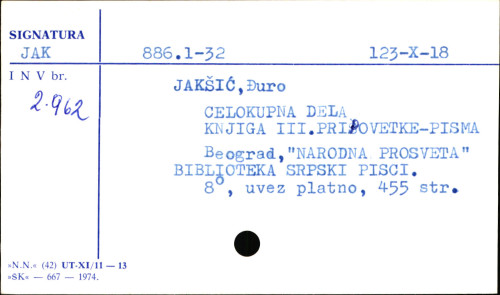 SIGNATURA
JAK 886.1-32 123-X-18
I N V br.
2.962
JAKŠIĆ,Đuro
CELOKUPNA DELA
KNJIGA III.PRIPOVETKE-PISMA
Beograd,"NARODNA PROSVETA"
BIBLIOTEKA SRPSKI PISCI.
8°, uvez platno, 455 str.
»N.N.« (42) UT-XI/11 — 13
»SK« — 667 — 1974.